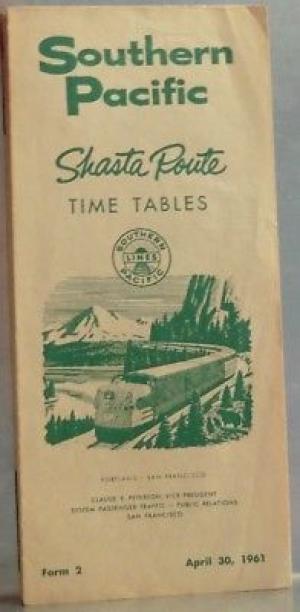 Southern
Pacific
Shasta Route
TIME TABLES
SOUTHERN
LINES
PACIFIC
PORTLAND - SAN FRANCISCO
CLAUDE E. PETERSON, VICE PRESIDENT
SYSTEM PASSENGER TRAFFIC — PUBLIC RELATIONS
SAN FRANCISCO
Form 2
April 30, 1961